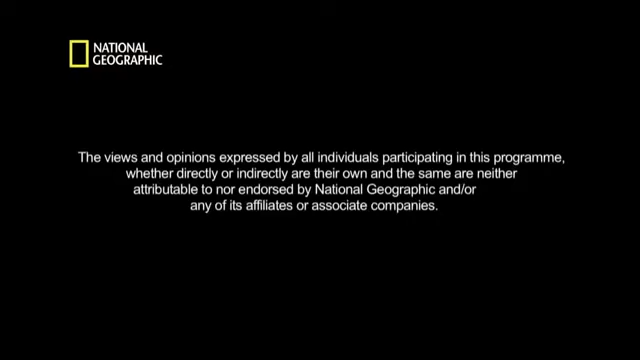 NATIONAL
GEOGRAPHIC
The views and opinions expressed by all individuals participating in this programme,
whether directly or indirectly are their own and the same are neither
attributable to nor endorsed by National Geographic and/or
any of its affiliates or associate companies.